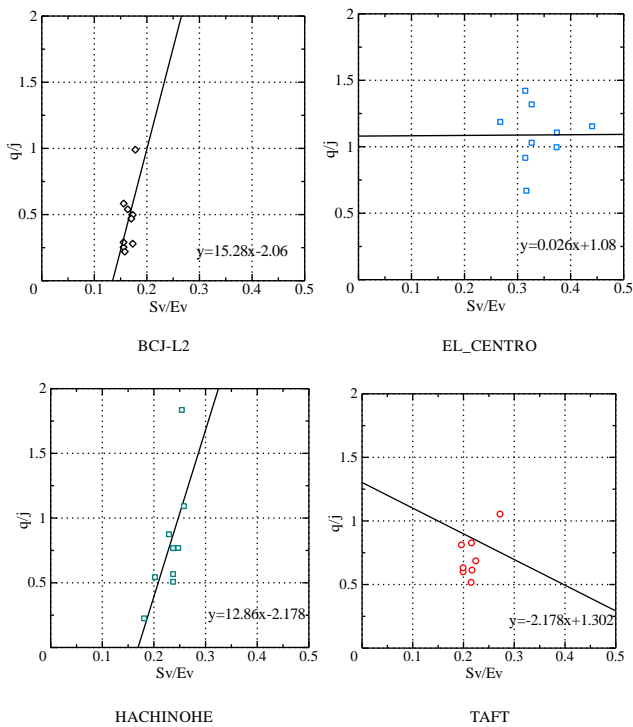 2
1.5
1
0.5
q/j
y=15.28x-2.06
0 0.1 0.2 0.3 0.4 0.5
Sv/Ev
BCJ-L2
2
1.5
1
0.5
q/j
y=0.026x+1.08
0 0.1 0.2 0.3 0.4 0.5
Sv/Ev
EL_CENTRO
2
1.5
1
0.5
q/j
y=12.86x-2.178
0 0.1 0.2 0.3 0.4 0.5
Sv/Ev
HACHINOHE
2
1.5
1
0.5
q/j
y=-2.178x+1.302
0 0.1 0.2 0.3 0.4 0.5
Sv/Ev
TAFT